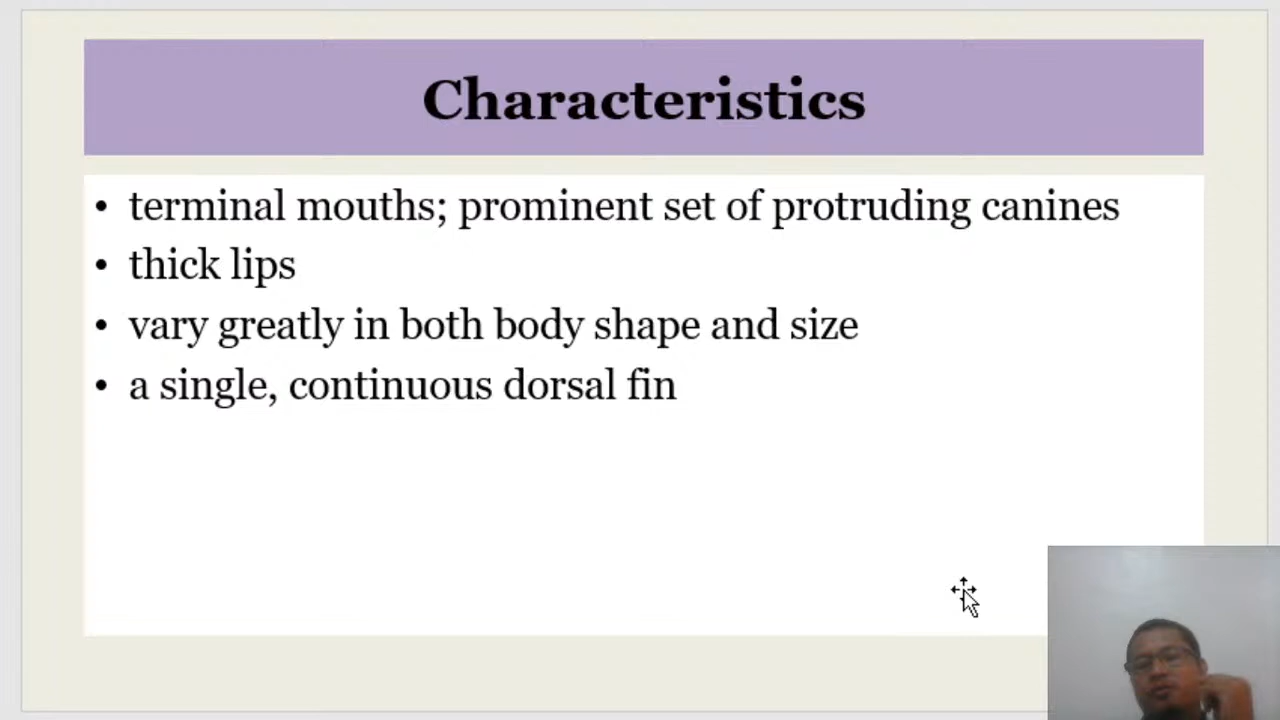 Characteristics
• terminal mouths; prominent set of protruding canines
• thick lips
• vary greatly in both body shape and size
• a single, continuous dorsal fin